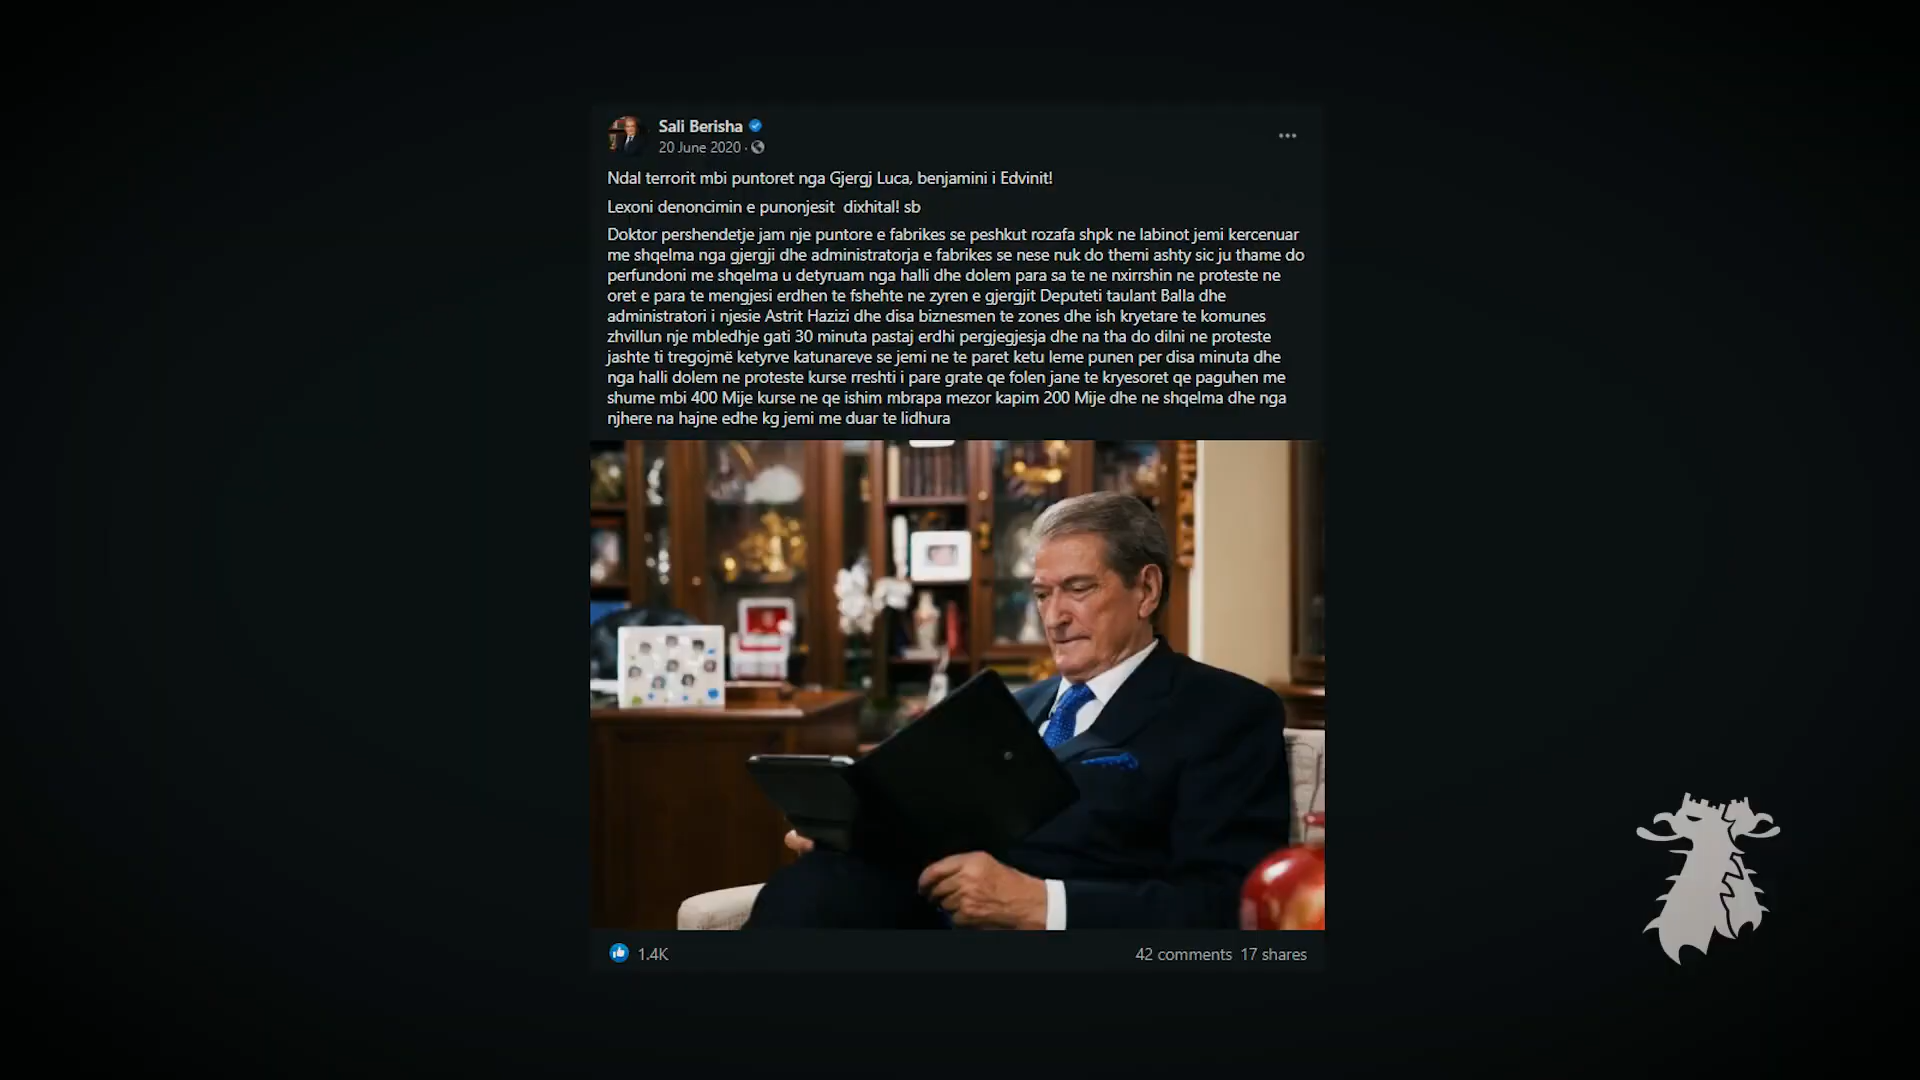 Sali Berisha
20 June 2020 ·
Ndal terrorit mbi puntoret nga Gjergj Luca, benjamini i Edvinit!
Lexoni denoncimin e punonjesit dixhital! sb
Doktor pershendetje jam nje puntore e fabrikes se peshkut rozafa shpk ne labinot jemi kercenuar
me shqelma nga gjergji dhe administratorja e fabrikes se nese nuk do themi ashty sic ju thame do
perfundoni me shqelma u detyruam nga halli dhe dolem para sa te ne nxirrshin ne proteste ne
oret e para te mengjesi erdhen te fshehte ne zyren e gjergjit Deputeti taulant Balla dhe
administratori i njesie Astrit Hazizi dhe disa biznesmen te zones dhe ish kryetare te komunes
zhvillun nje mbledhje gati 30 minuta pastaj erdhi pergjegjesja dhe na tha do dilni ne proteste
jashte ti tregojmë ketyrve katunareve se jemi ne te paret ketu leme punen per disa minuta dhe
nga halli dolem ne proteste kurse rreshti i pare grate qe folen jane te kryesoret qe paguhen me
shume mbi 400 Mije kurse ne qe ishim mbrapa mezor kapim 200 Mije dhe ne shqelma dhe nga
njhere na hajne edhe kg jemi me duar te lidhura
1.4K
42 comments 17 shares